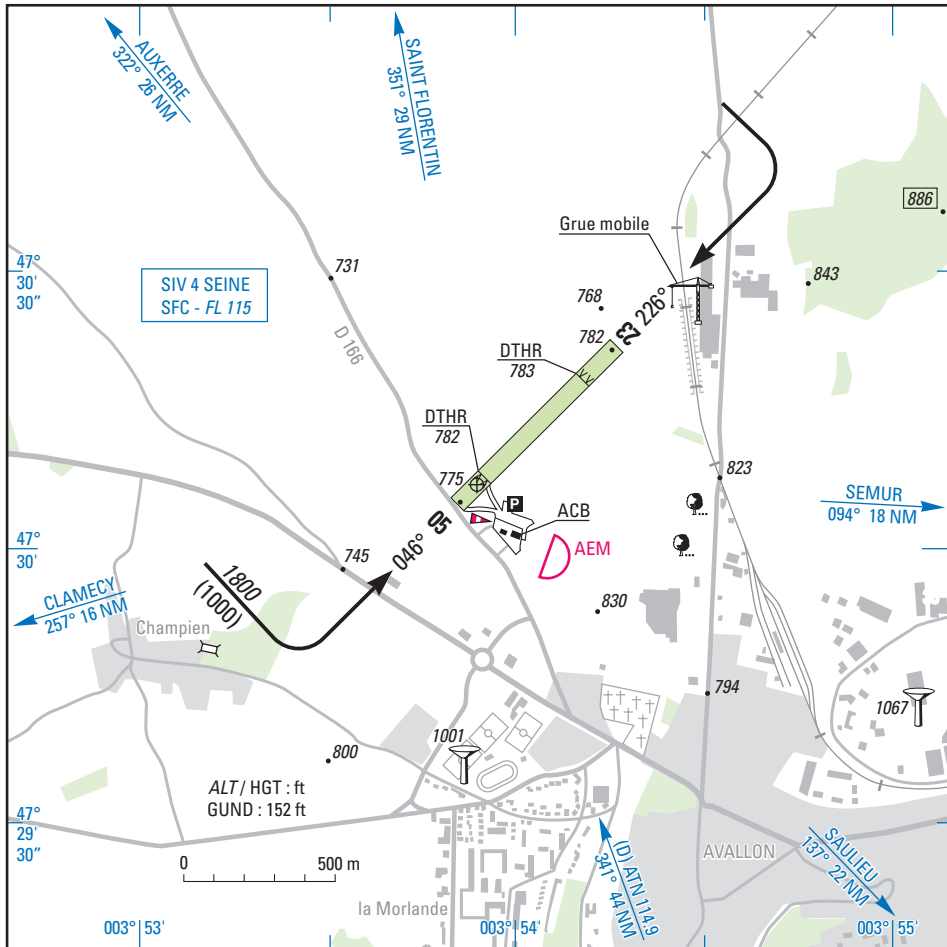 AUXERRE
322° 26 NM
SAINT FLORENTIN
351° 29 NM
886
Grue mobile
47°
30'
30"
SIV 4 SEINE
SFC - FL 115
731
843
768
23 226°
782
D 166
DTHR
783
DTHR
782
775
P
823
ACB
SEMUR
094° 18 NM
47°
30'
05 046°
AEM
745
1800
(1000)
CLAMECY
257° 16 NM
830
Champien
794
1067
1001
800
ALT / HGT : ft
GUND : 152 ft
47°
29'
30"
0 500 m
(D) ATN 114.9
341° 44 NM
AVALLON
SAULIEU
137° 22 NM
la Morlande
003° 53'
003° 54'
003° 55'